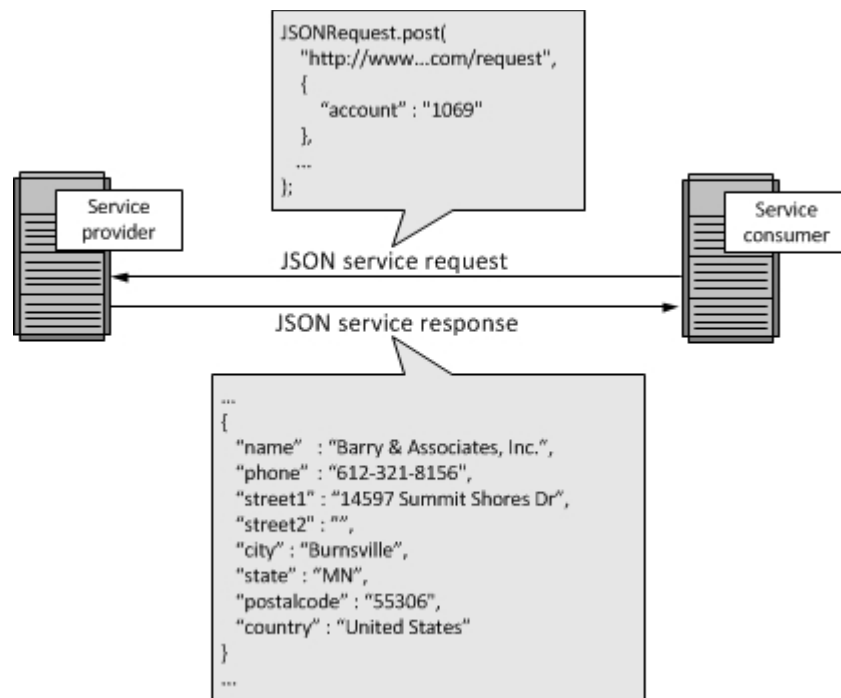 JSONRequest.post(
"http://www...com/request",
{
“account” : "1069"
},
...
};
Service
provider
Service
consumer
JSON service request
JSON service response
...
{
“name” : “Barry & Associates, Inc.”,
“phone” : “612-321-8156",
“street1” : “14597 Summit Shores Dr”,
“street2" : “”,
“city” : “Burnsville”,
“state” : “MN”,
“postalcode” : “55306",
“country” : “United States”
}
...